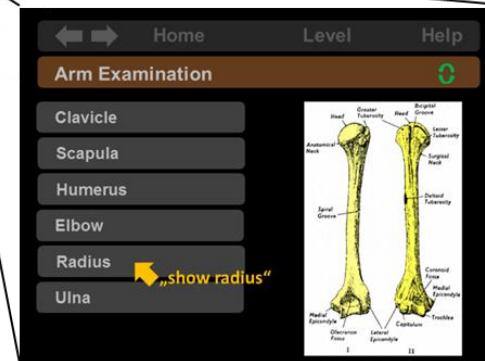 Home Level Help
Arm Examination
Clavicle
Scapula
Humerus
Elbow
Radius
„show radius“
Ulna
Head
Greater
Tuberosity
Head
Bicipital
Groove
Lesser
Tuberosity
Anatomical
Neck
Surgical
Neck
Spiral
Groove
Deltoid
Tuberosity
Coronoid
Fossa
Medial
Epicondyle
Medial
Epicondyle
Trochlea
Olecranon
Fossa
Lateral
Epicondyle
Capitulum
I II